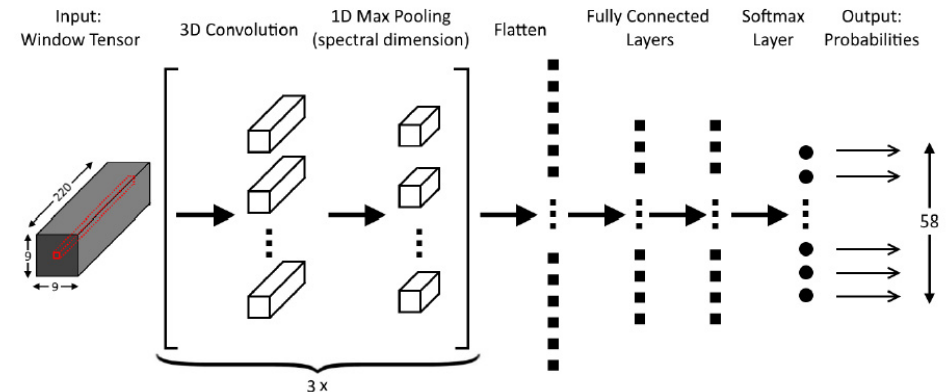 Input:
Window Tensor
3D Convolution
1D Max Pooling
(spectral dimension)
Flatten
Fully Connected
Layers
Softmax
Layer
Output:
Probabilities
220
9
9
58
3 x